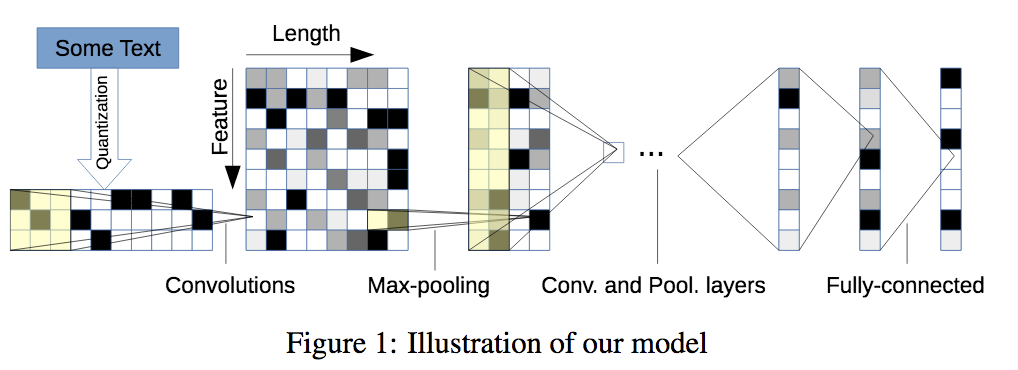 Some Text
Quantization
Length
Feature
Convolutions
Max-pooling
...
Conv. and Pool. layers
Fully-connected
Figure 1: Illustration of our model